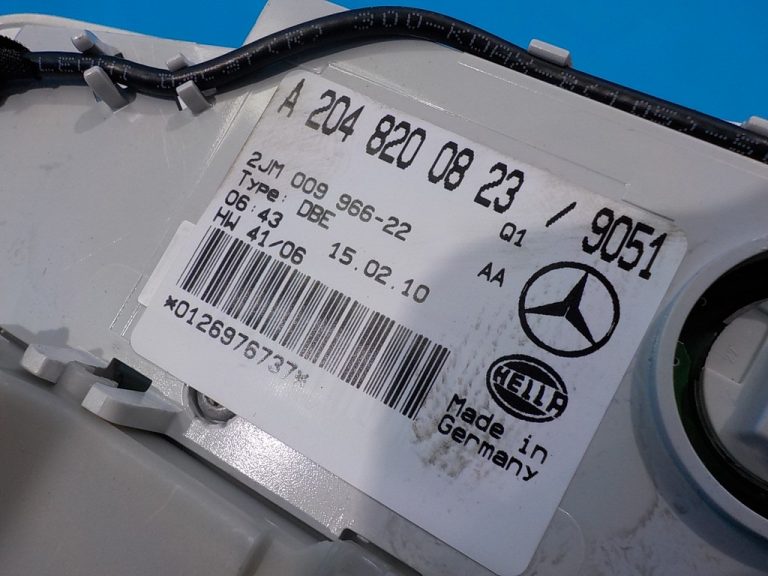 A 204 820 08 23 / 9051
2JM 009 966-22 Q1
Type: DBE AA
06:43 15.02.10
HW 41/06
*0126976737*
HELLA
Made in
Germany